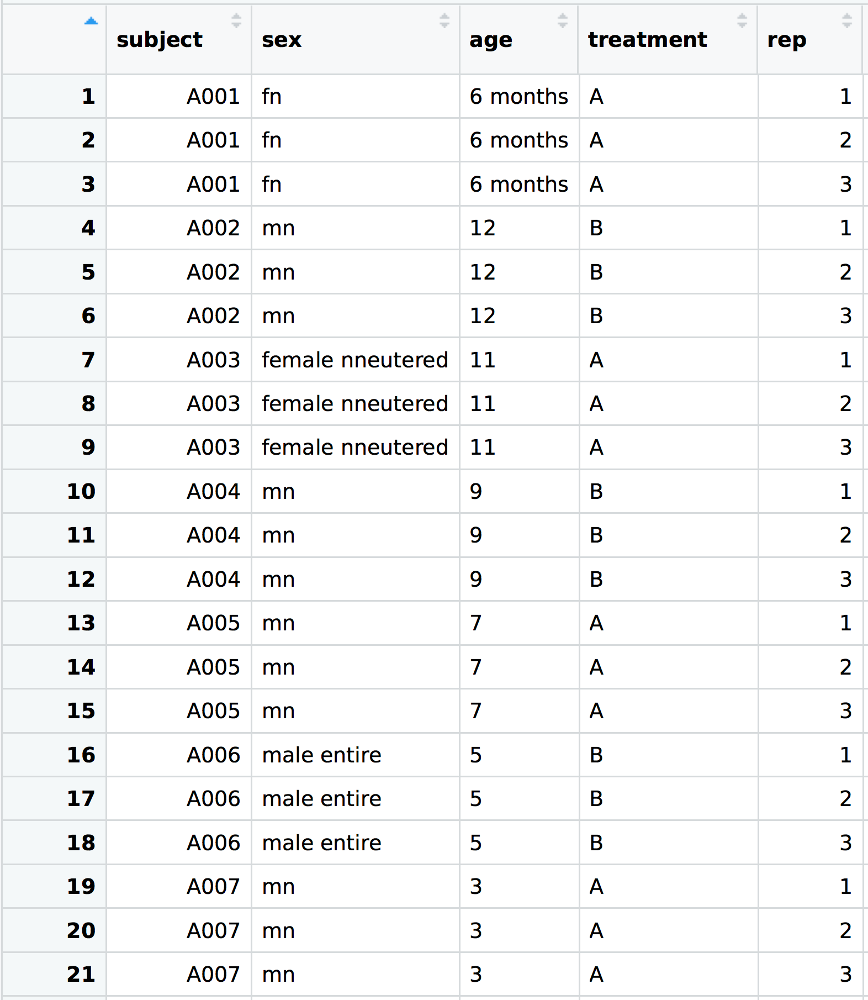 subject sex age treatment rep
1 A001 fn 6 months A 1
2 A001 fn 6 months A 2
3 A001 fn 6 months A 3
4 A002 mn 12 B 1
5 A002 mn 12 B 2
6 A002 mn 12 B 3
7 A003 female nneutered 11 A 1
8 A003 female nneutered 11 A 2
9 A003 female nneutered 11 A 3
10 A004 mn 9 B 1
11 A004 mn 9 B 2
12 A004 mn 9 B 3
13 A005 mn 7 A 1
14 A005 mn 7 A 2
15 A005 mn 7 A 3
16 A006 male entire 5 B 1
17 A006 male entire 5 B 2
18 A006 male entire 5 B 3
19 A007 mn 3 A 1
20 A007 mn 3 A 2
21 A007 mn 3 A 3